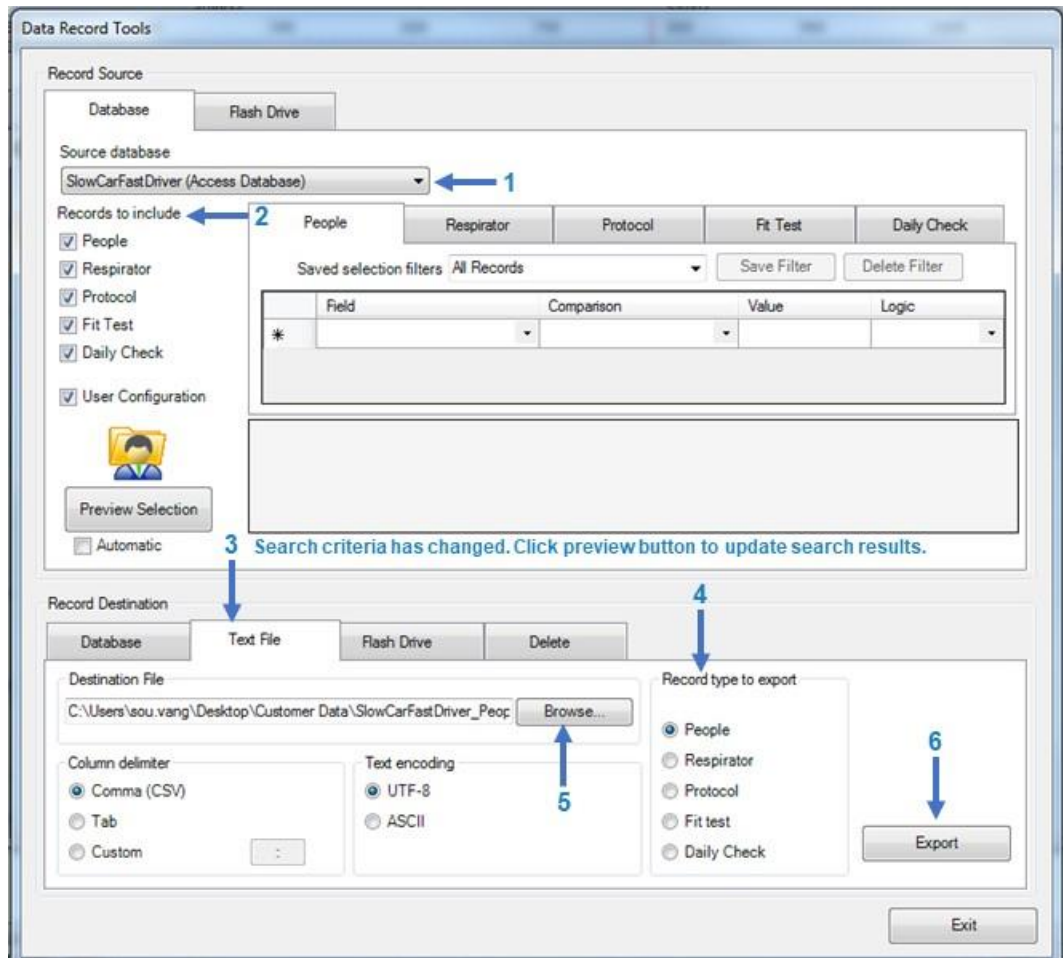 Data Record Tools
Record Source
Database Flash Drive
Source database
SlowCarFastDriver (Access Database) 1
Records to include 2
People Respirator Protocol Fit Test Daily Check
People
Respirator
Protocol
Fit Test
Daily Check
User Configuration
Saved selection filters All Records Save Filter Delete Filter
Field Comparison Value Logic
*
Preview Selection
Automatic
3 Search criteria has changed. Click preview button to update search results.
Record Destination 4
Database Text File Flash Drive Delete
Destination File
C:\Users\sou.vang\Desktop\Customer Data\SlowCarFastDriver_Peop Browse...
5
Column delimiter
Comma (CSV)
Tab
Custom :
Text encoding
UTF-8
ASCII
Record type to export
People
Respirator
Protocol
Fit test
Daily Check
6
Export
Exit